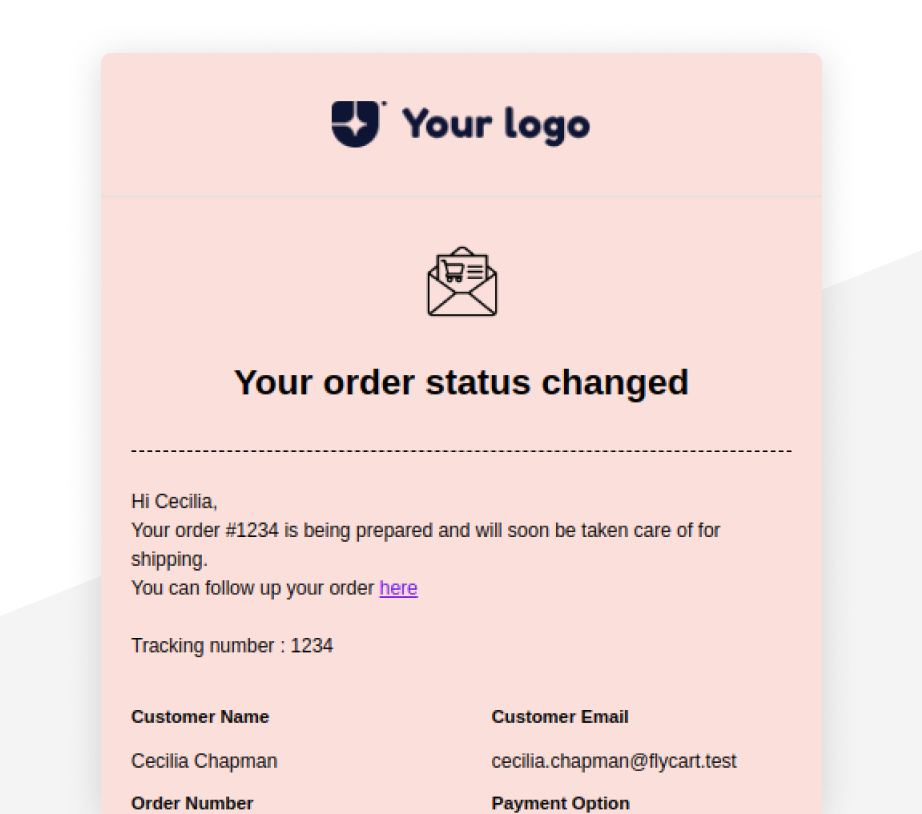 Your logo
Your order status changed
Hi Cecilia,
Your order #1234 is being prepared and will soon be taken care of for
shipping.
You can follow up your order here
Tracking number : 1234
Customer Name
Customer Email
Cecilia Chapman
cecilia.chapman@flycart.test
Order Number
Payment Option